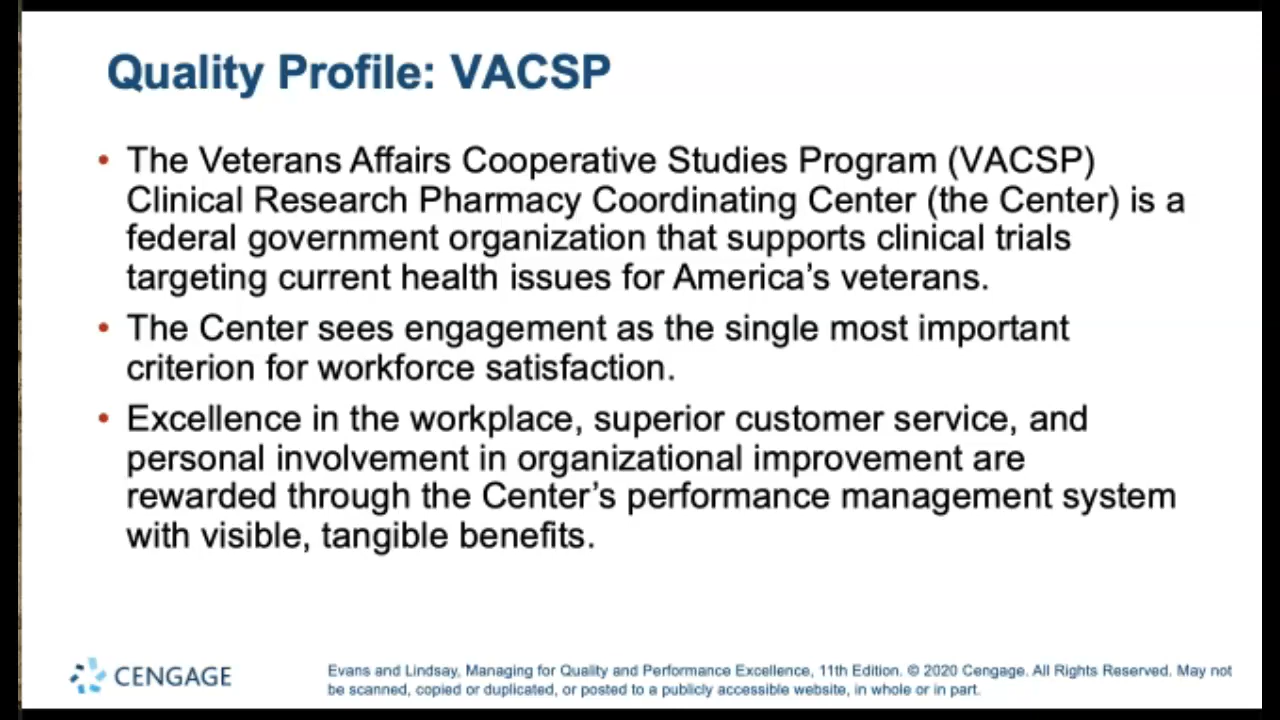 Quality Profile: VACSP
• The Veterans Affairs Cooperative Studies Program (VACSP)
Clinical Research Pharmacy Coordinating Center (the Center) is a
federal government organization that supports clinical trials
targeting current health issues for America’s veterans.
• The Center sees engagement as the single most important
criterion for workforce satisfaction.
• Excellence in the workplace, superior customer service, and
personal involvement in organizational improvement are
rewarded through the Center’s performance management system
with visible, tangible benefits.
CENGAGE
Evans and Lindsay, Managing for Quality and Performance Excellence, 11th Edition. © 2020 Cengage. All Rights Reserved. May not
be scanned, copied or duplicated, or posted to a publicly accessible website, in whole or in part.